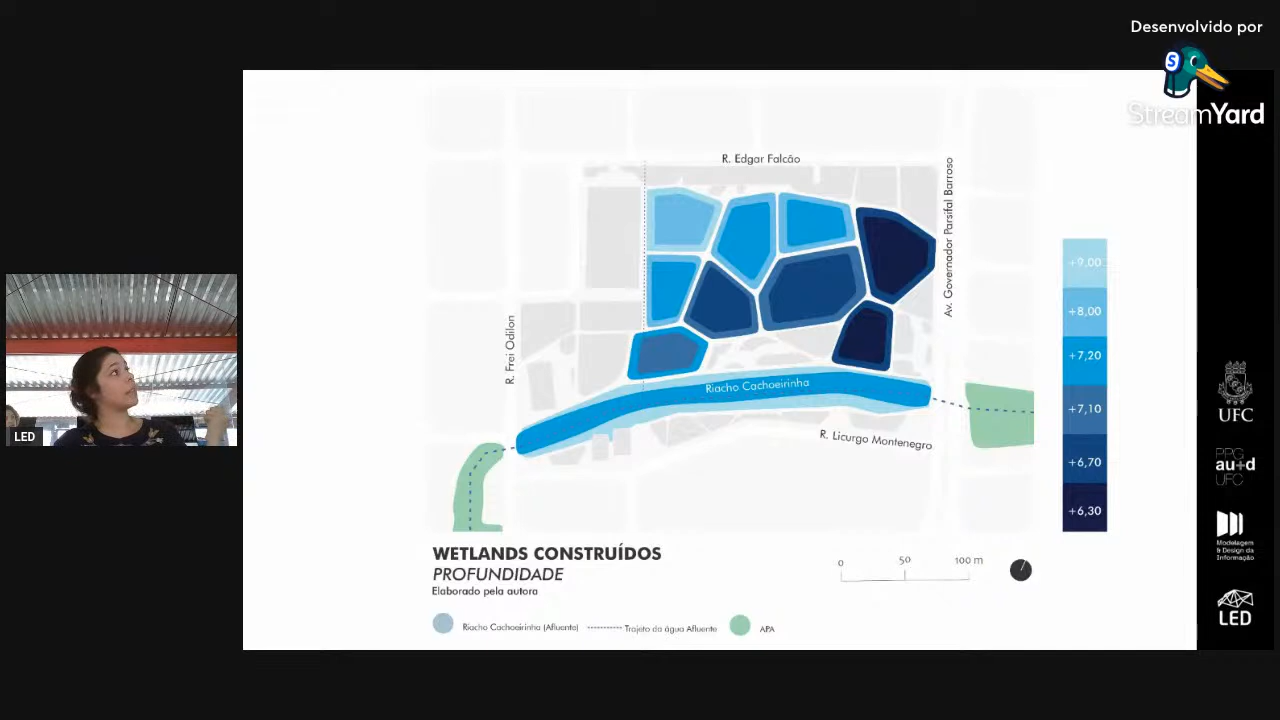 Desenvolvido por
StreamYard
R. Edgar Falcão
Av. Governador Parsifal Barroso
R. Frei Odilon
Riacho Cachoeirinha
R. Licurgo Montenegro
+9,00
+8,00
+7,20
+7,10
+6,70
+6,30
LED
UFC
PPG
au+d
UFC
Modelagem
& Design da
Informação
LED
WETLANDS CONSTRUÍDOS
PROFUNDIDADE
Elaborado pela autora
0 50 100 m
Riacho Cachoeirinha (Afluente) Trajeto da água Afluente APA